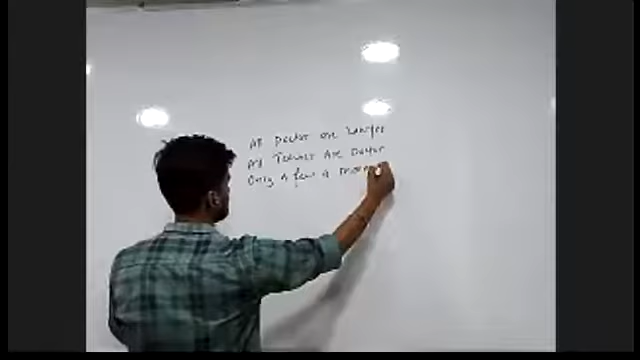 All Doctor are Lawyer
All Teacher Are Doctor
Only A few